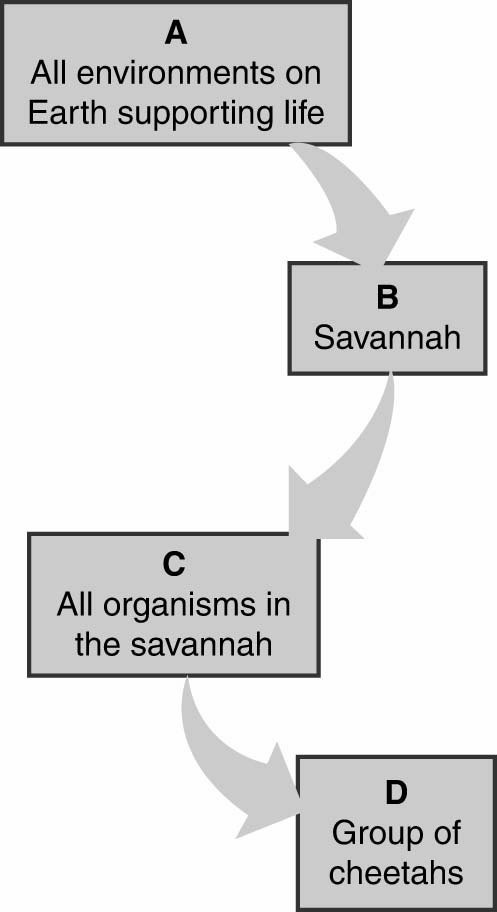 A
All environments on
Earth supporting life
B
Savannah
C
All organisms in
the savannah
D
Group of
cheetahs